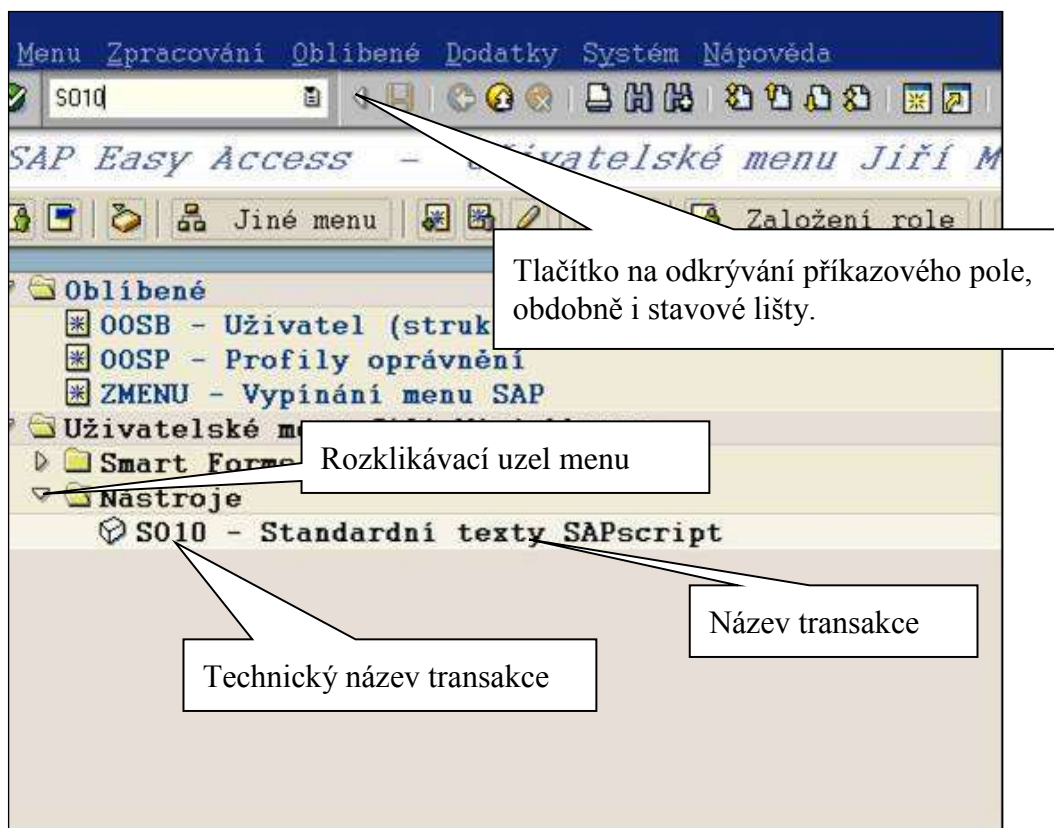 Menu Zpracování Oblíbené Dodatky Systém Nápověda
S010
SAP Easy Access – menu Jiří
Jiné menu Založení role
Tlačítko na odkrývání příkazového pole,
obdobně i stavové lišty.
Oblíbené
OOSB - Uživatel (struk
OOSP - Profily oprávnění
ZMENU - Vypínání menu SAP
Uživatelské
Rozklikávací uzel menu
Smart Forms
Nástroje
S010 - Standardní texty SAPscript
Název transakce
Technický název transakce